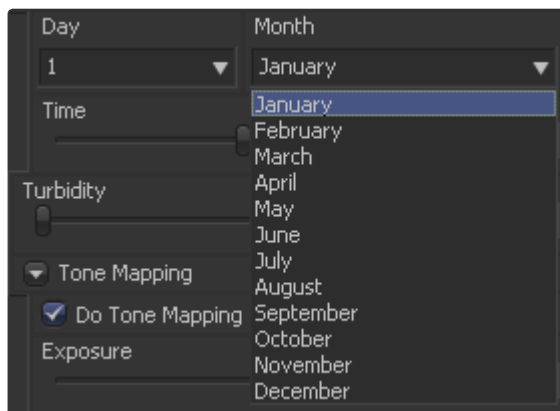 Day
Month
1
January
Time
January
February
March
April
May
June
July
August
September
October
November
December
Turbidity
Tone Mapping
Do Tone Mapping
Exposure